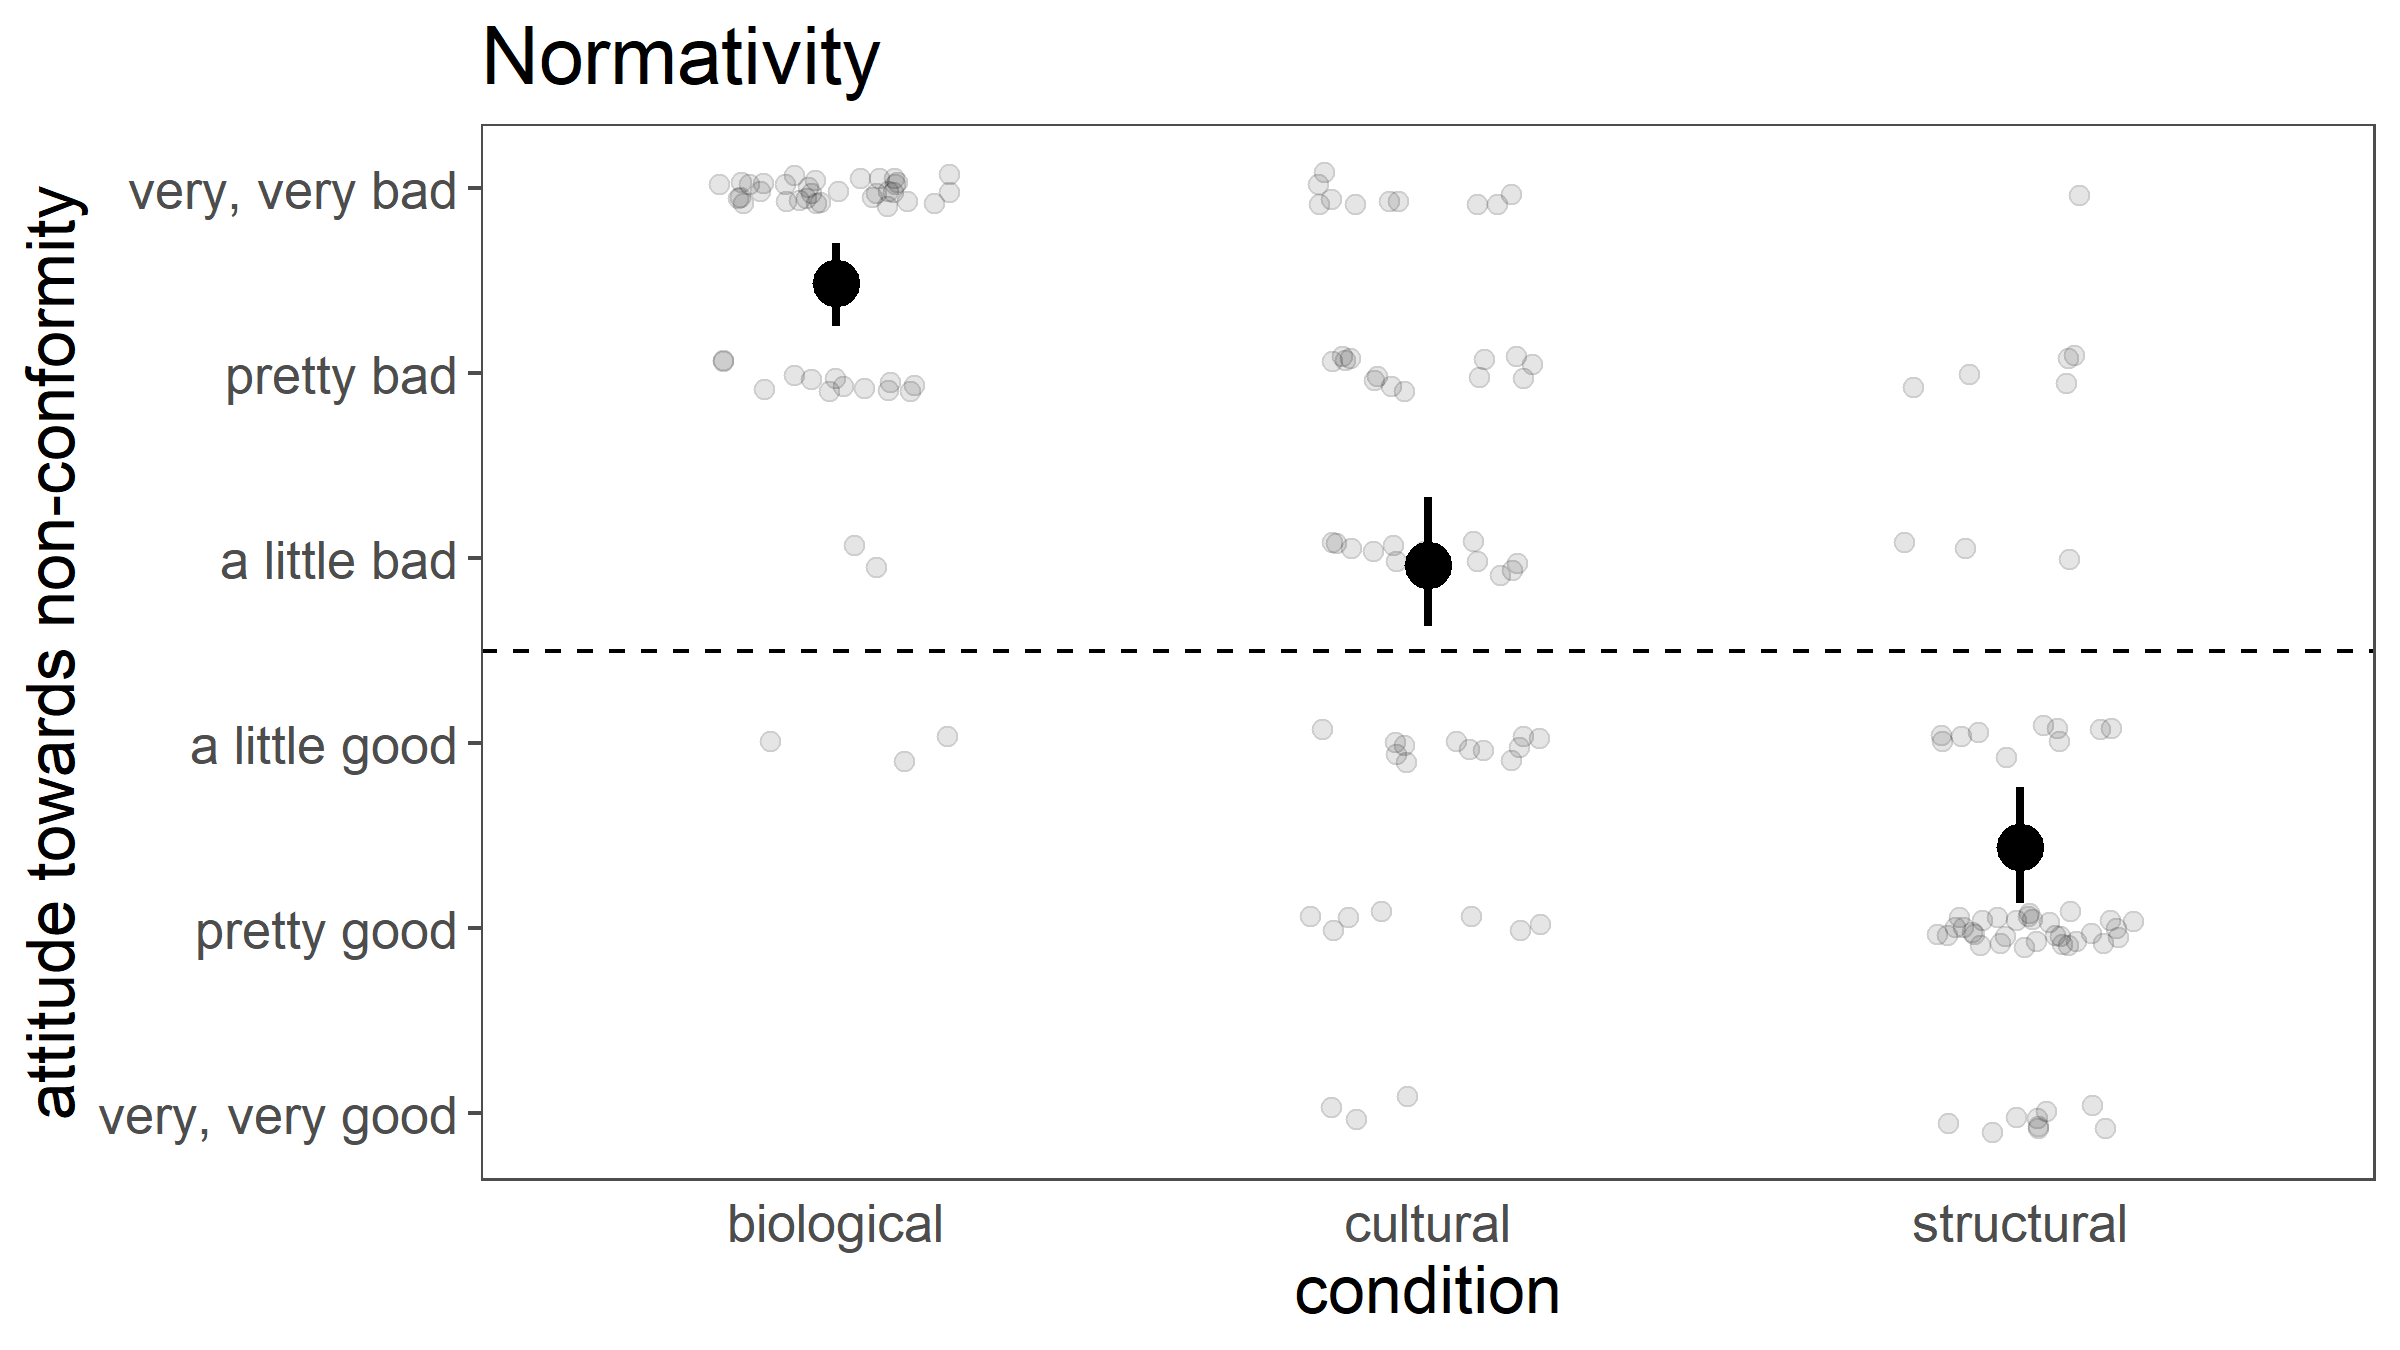 Normativity
attitude towards non-conformity
very, very bad
pretty bad
a little bad
a little good
pretty good
very, very good
biological
cultural
structural
condition